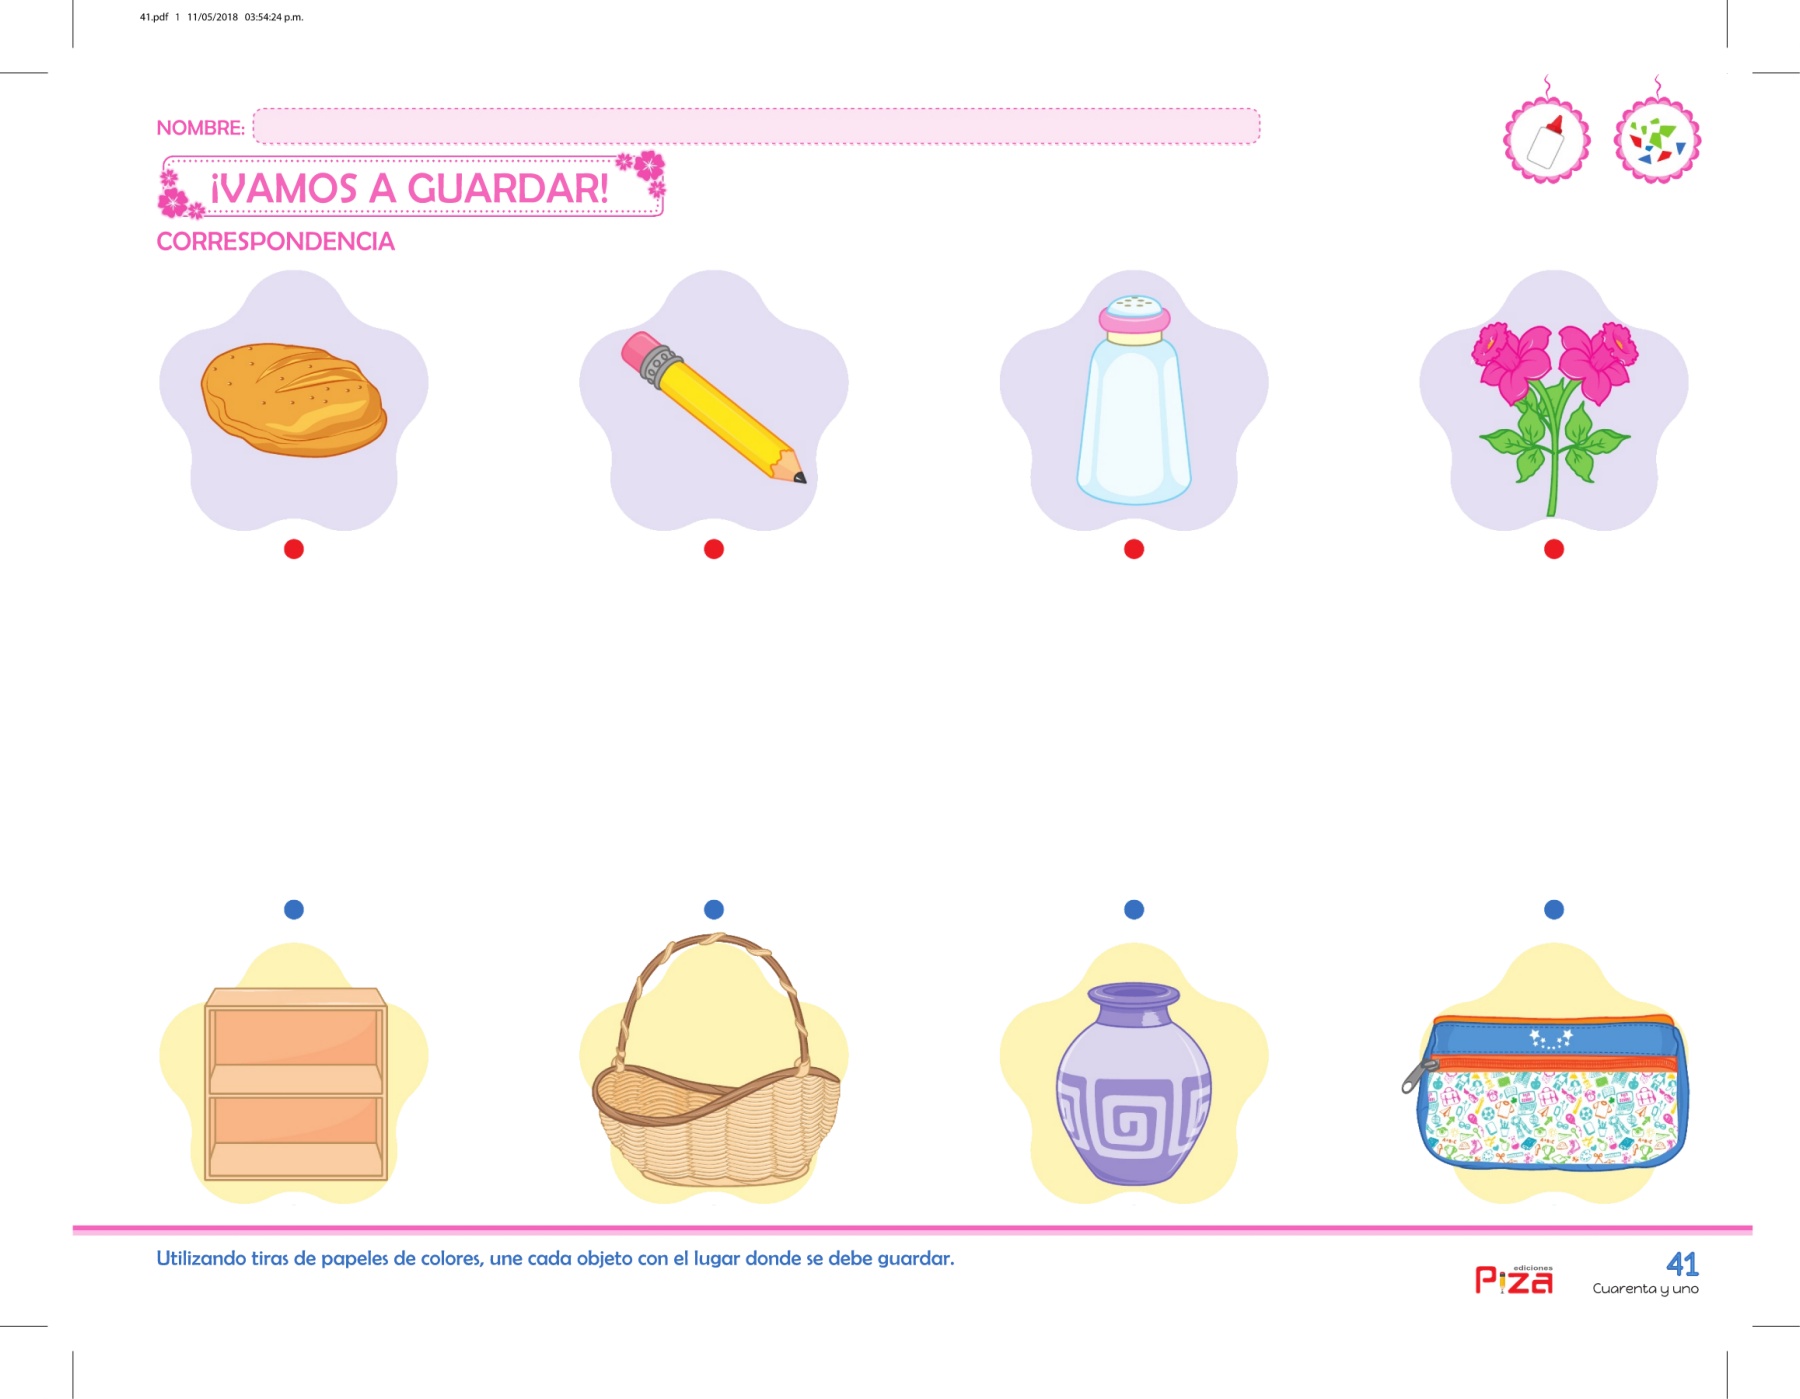 41.pdf 1 11/05/2018 03:54:24 p.m.
NOMBRE:
¡VAMOS A GUARDAR!
CORRESPONDENCIA
Utilizando tiras de papeles de colores, une cada objeto con el lugar donde se debe guardar.
ediciones
Piza
41
Cuarenta y uno